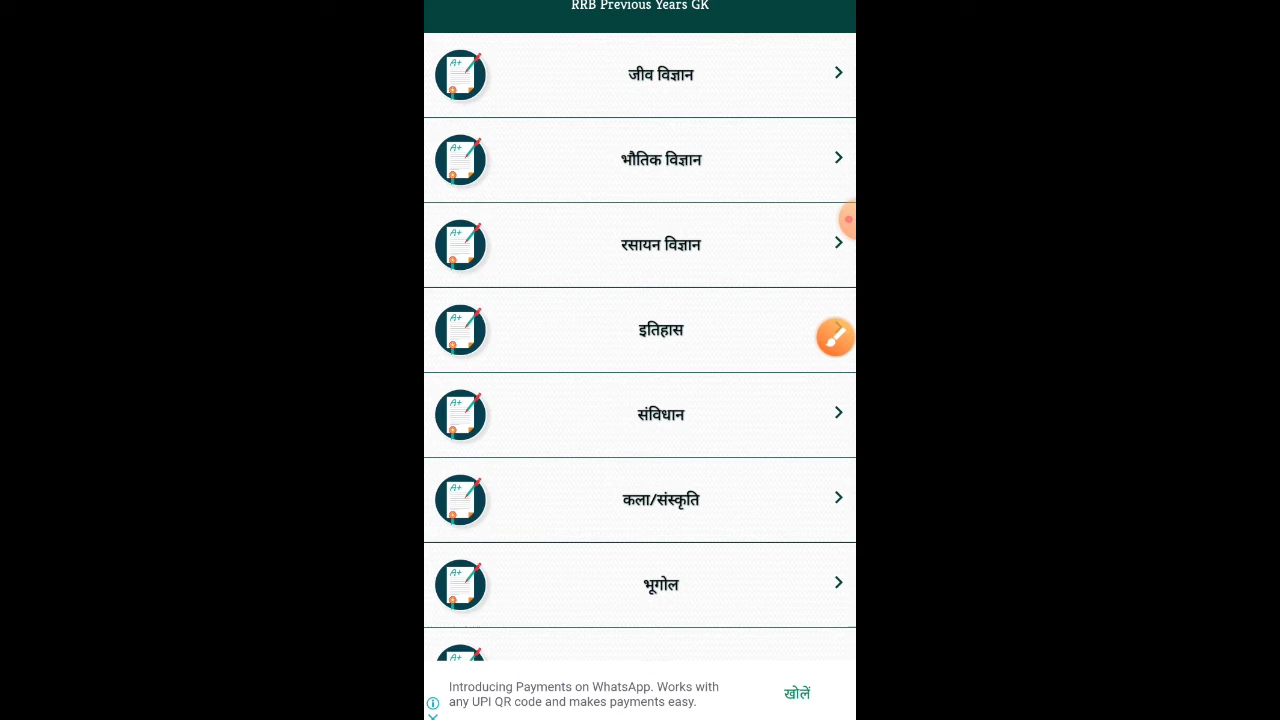 RRB Previous Years GK
जीव विज्ञान
भौतिक विज्ञान
रसायन विज्ञान
इतिहास
संविधान
कला/संस्कृति
भूगोल
Introducing Payments on WhatsApp. Works with
any UPI QR code and makes payments easy.
खोलें